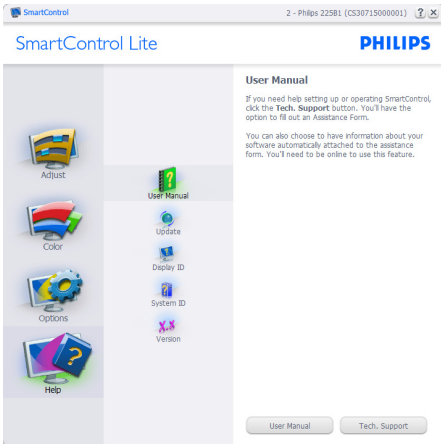 SmartControl
2 - Philips 225B1 (CS30715000001)
SmartControl Lite
PHILIPS
Adjust
Color
Options
Help
User Manual
Update
Display ID
System ID
X.X
Version
User Manual
If you need help setting up or operating SmartControl,
click the Tech. Support button. You'll have the
option to fill out an Assistance Form.
You can also choose to have information about your
software automatically attached to the assistance
form. You'll need to be online to use this feature.
User Manual
Tech. Support